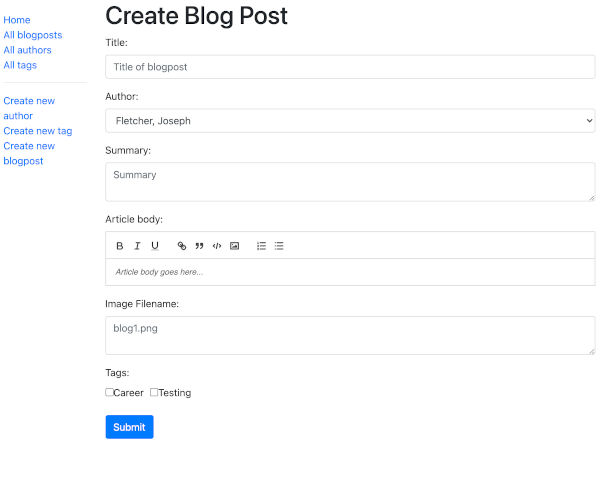 Home
All blogposts
All authors
All tags
Create new
author
Create new tag
Create new
blogpost
Create Blog Post
Title:
Title of blogpost
Author:
Fletcher, Joseph
Summary:
Summary
Article body:
B I U
Article body goes here...
Image Filename:
blog1.png
Tags:
Career Testing
Submit